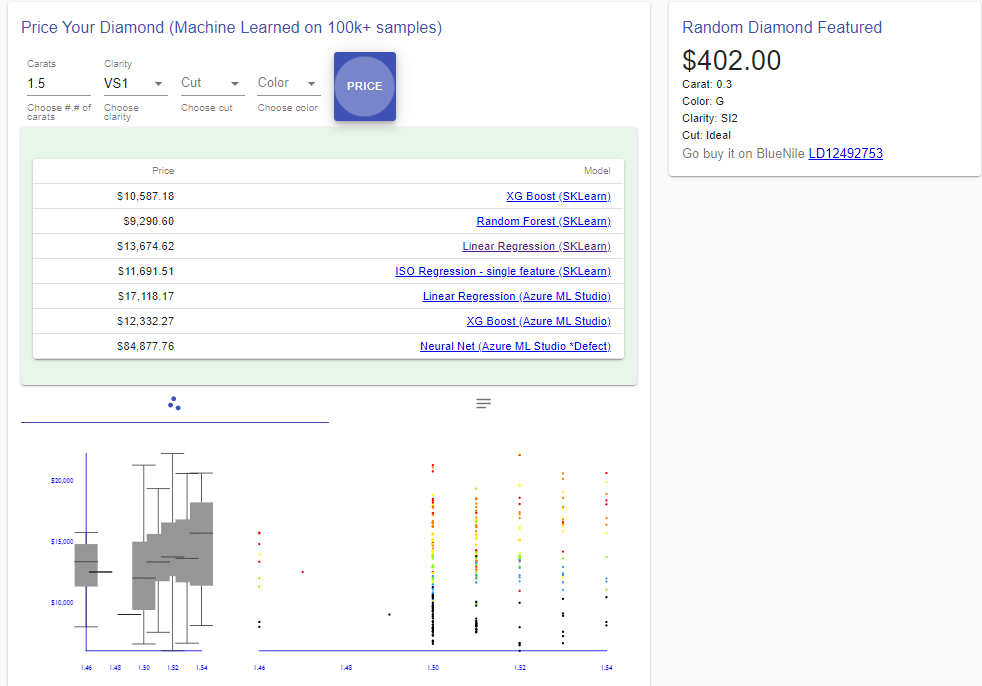 Price Your Diamond (Machine Learned on 100k+ samples)
Carats
1.5
Choose #.# of
carats
Clarity
VS1
Choose
clarity
Cut
Choose cut
Color
Choose color
PRICE
Price Model
$10,587.18 XG Boost (SKLearn)
$9,290.60 Random Forest (SKLearn)
$13,674.62 Linear Regression (SKLearn)
$11,691.51 ISO Regression - single feature (SKLearn)
$17,118.17 Linear Regression (Azure ML Studio)
$12,332.27 XG Boost (Azure ML Studio)
$84,877.76 Neural Net (Azure ML Studio *Defect)
$20,000
$15,000
$10,000
1.46 1.48 1.50 1.52 1.54
1.46 1.48 1.50 1.52 1.54
Random Diamond Featured
$402.00
Carat: 0.3
Color: G
Clarity: SI2
Cut: Ideal
Go buy it on BlueNile LD12492753